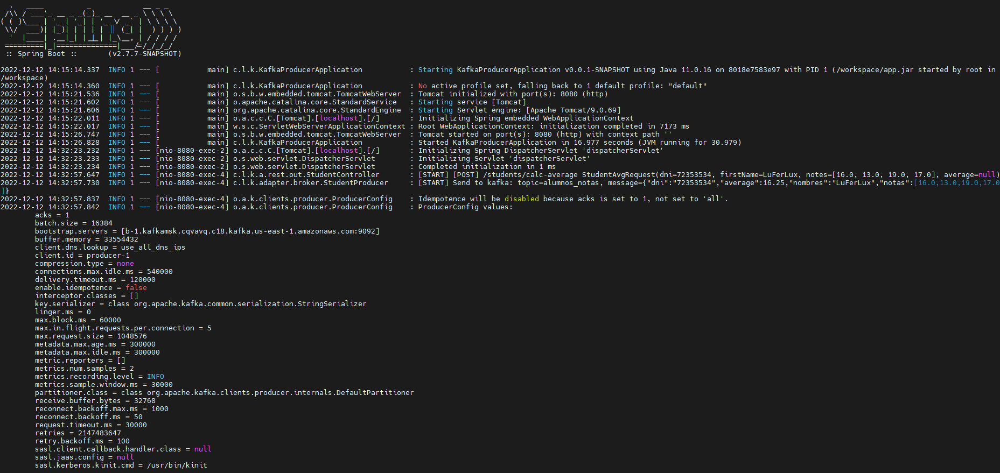 .   ____          _            __ _ _
 /\\ / ___'_ __ _ _(_)_ __  __ _ \ \ \ \
( ( )\___ | '_ | '_| | '_ \/ _` | \ \ \ \
 \\/  ___)| |_)| | | | | || (_| |  ) ) ) )
  '  |____| .__|_| |_|_| |_\__, | / / / /
 =========|_|==============|___/=/_/_/_/
 :: Spring Boot ::       (v2.7.7-SNAPSHOT)
2022-12-12 14:15:14.337  INFO 1 --- [           main] c.l.k.KafkaProducerApplication           : Starting KafkaProducerApplication v0.0.1-SNAPSHOT using Java 11.0.16 on 8018e7583e97 with PID 1 (/workspace/app.jar started by root in
/workspace)
2022-12-12 14:15:14.360  INFO 1 --- [           main] c.l.k.KafkaProducerApplication           : No active profile set, falling back to 1 default profile: "default"
2022-12-12 14:15:21.536  INFO 1 --- [           main] o.s.b.w.embedded.tomcat.TomcatWebServer  : Tomcat initialized with port(s): 8080 (http)
2022-12-12 14:15:21.602  INFO 1 --- [           main] o.apache.catalina.core.StandardService   : Starting service [Tomcat]
2022-12-12 14:15:21.606  INFO 1 --- [           main] org.apache.catalina.core.StandardEngine  : Starting Servlet engine: [Apache Tomcat/9.0.69]
2022-12-12 14:15:22.011  INFO 1 --- [           main] o.a.c.c.C.[Tomcat].[localhost].[/]       : Initializing Spring embedded WebApplicationContext
2022-12-12 14:15:22.017  INFO 1 --- [           main] w.s.c.ServletWebServerApplicationContext : Root WebApplicationContext: initialization completed in 7173 ms
2022-12-12 14:15:26.747  INFO 1 --- [           main] o.s.b.w.embedded.tomcat.TomcatWebServer  : Tomcat started on port(s): 8080 (http) with context path ''
2022-12-12 14:15:26.828  INFO 1 --- [           main] c.l.k.KafkaProducerApplication           : Started KafkaProducerApplication in 16.977 seconds (JVM running for 30.979)
2022-12-12 14:32:23.232  INFO 1 --- [nio-8080-exec-2] o.a.c.c.C.[Tomcat].[localhost].[/]       : Initializing Spring DispatcherServlet 'dispatcherServlet'
2022-12-12 14:32:23.233  INFO 1 --- [nio-8080-exec-2] o.s.web.servlet.DispatcherServlet        : Initializing Servlet 'dispatcherServlet'
2022-12-12 14:32:23.234  INFO 1 --- [nio-8080-exec-2] o.s.web.servlet.DispatcherServlet        : Completed initialization in 1 ms
2022-12-12 14:32:57.647  INFO 1 --- [nio-8080-exec-4] c.l.k.a.rest.out.StudentController       : [START] [POST] /students/calc-average StudentAvgRequest(dni=72353534, firstName=LuFerLux, notes=[16.0, 13.0, 19.0, 17.0], average=null)
2022-12-12 14:32:57.730  INFO 1 --- [nio-8080-exec-4] c.l.k.adapter.broker.StudentProducer     : [START] Send to kafka: topic=alumnos_notas, message={"dni":"72353534","average":16.25,"nombres":"LuFerLux","notas":[16.0,13.0,19.0,17.0
]}
2022-12-12 14:32:57.837  INFO 1 --- [nio-8080-exec-4] o.a.k.clients.producer.ProducerConfig    : Idempotence will be disabled because acks is set to 1, not set to 'all'.
2022-12-12 14:32:57.842  INFO 1 --- [nio-8080-exec-4] o.a.k.clients.producer.ProducerConfig    : ProducerConfig values:
        acks = 1
        batch.size = 16384
        bootstrap.servers = [b-1.kafkamsk.cqvavq.c18.kafka.us-east-1.amazonaws.com:9092]
        buffer.memory = 33554432
        client.dns.lookup = use_all_dns_ips
        client.id = producer-1
        compression.type = none
        connections.max.idle.ms = 540000
        delivery.timeout.ms = 120000
        enable.idempotence = false
        interceptor.classes = []
        key.serializer = class org.apache.kafka.common.serialization.StringSerializer
        linger.ms = 0
        max.block.ms = 60000
        max.in.flight.requests.per.connection = 5
        max.request.size = 1048576
        metadata.max.age.ms = 300000
        metadata.max.idle.ms = 300000
        metric.reporters = []
        metrics.num.samples = 2
        metrics.recording.level = INFO
        metrics.sample.window.ms = 30000
        partitioner.class = class org.apache.kafka.clients.producer.internals.DefaultPartitioner
        receive.buffer.bytes = 32768
        reconnect.backoff.max.ms = 1000
        reconnect.backoff.ms = 50
        request.timeout.ms = 30000
        retries = 2147483647
        retry.backoff.ms = 100
        sasl.client.callback.handler.class = null
        sasl.jaas.config = null
        sasl.kerberos.kinit.cmd = /usr/bin/kinit